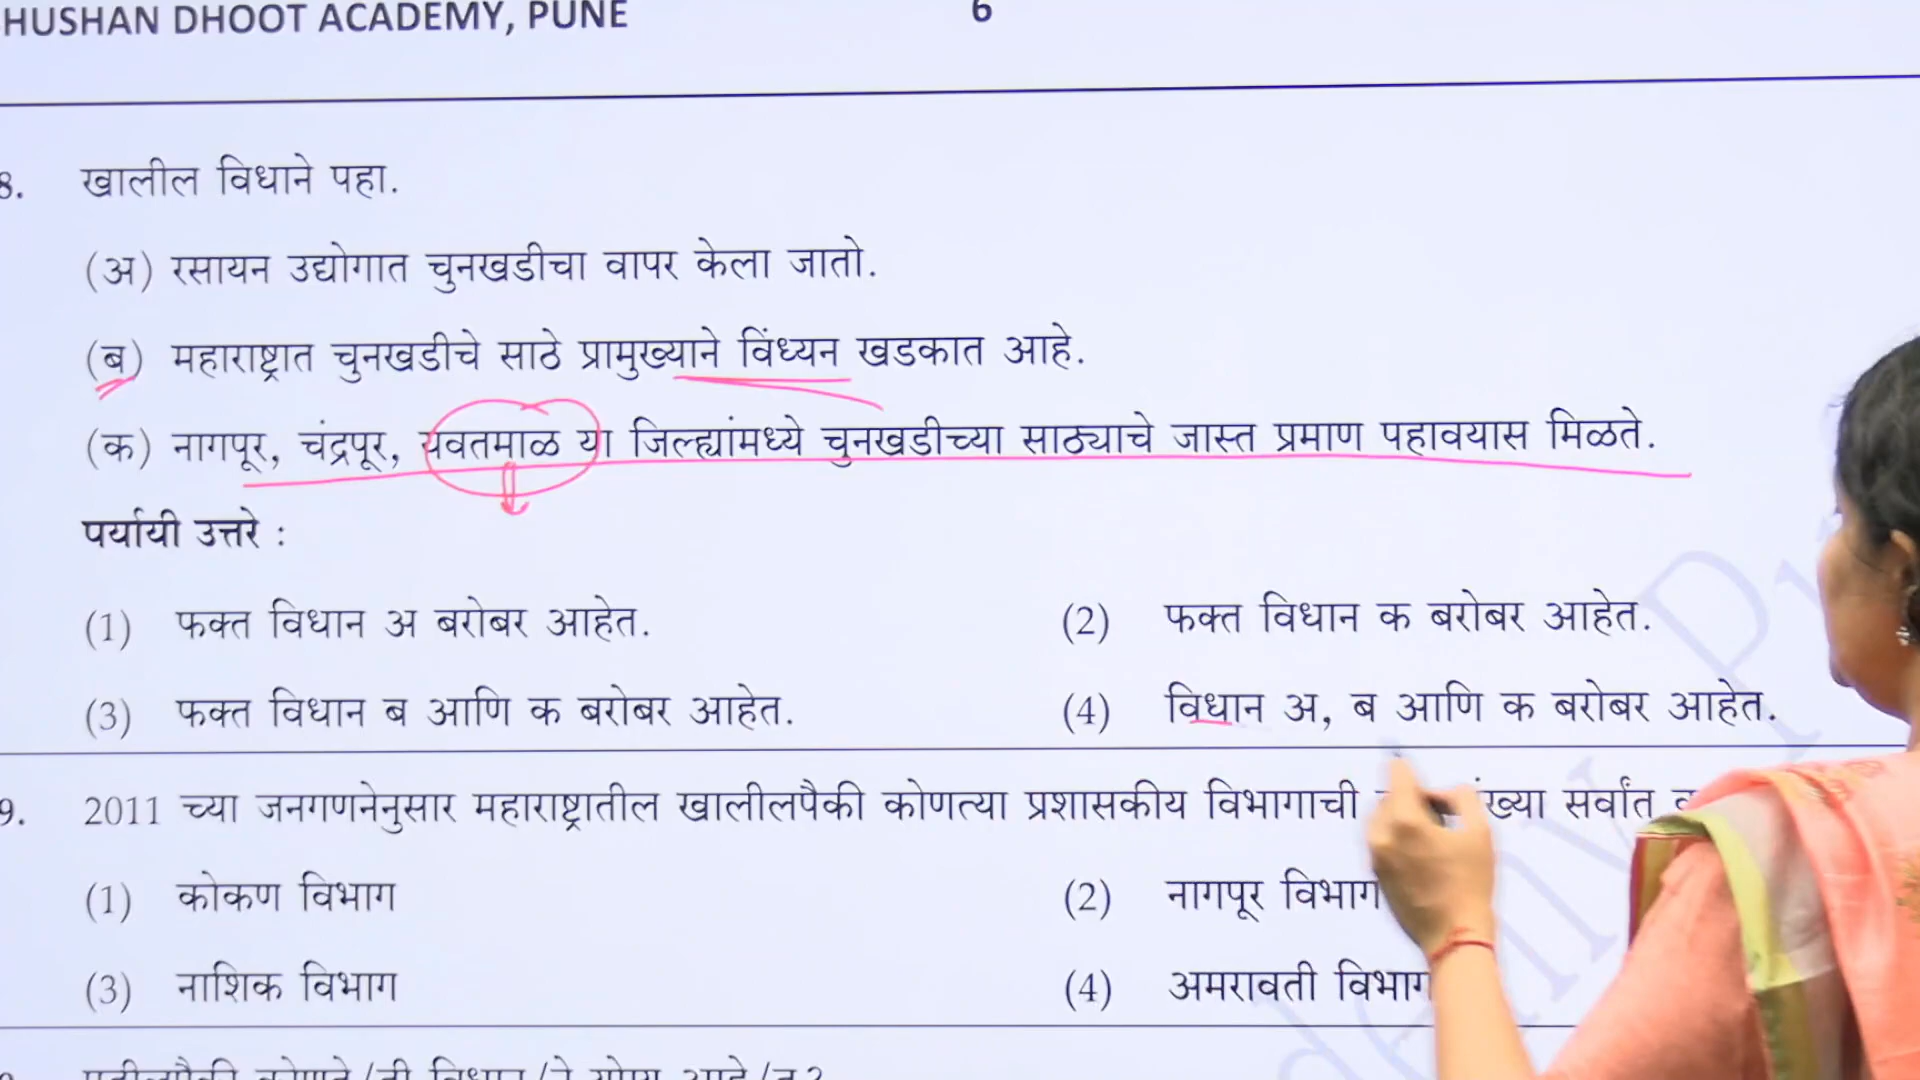 HUSHAN DHOOT ACADEMY, PUNE 6
8. खालील विधाने पहा.
(अ) रसायन उद्योगात चुनखडीचा वापर केला जातो.
(ब) महाराष्ट्रात चुनखडीचे साठे प्रामुख्याने विंध्यन खडकात आहे.
(क) नागपूर, चंद्रपूर, यवतमाळ या जिल्ह्यांमध्ये चुनखडीच्या साठ्याचे जास्त प्रमाण पहावयास मिळते.
पर्यायी उत्तरे :
(1) फक्त विधान अ बरोबर आहेत. (2) फक्त विधान क बरोबर आहेत.
(3) फक्त विधान ब आणि क बरोबर आहेत. (4) विधान अ, ब आणि क बरोबर आहेत.
9. 2011 च्या जनगणनेनुसार महाराष्ट्रातील खालीलपैकी कोणत्या प्रशासकीय विभागाची सर्वांत
(1) कोकण विभाग (2) नागपूर विभाग
(3) नाशिक विभाग (4) अमरावती विभाग